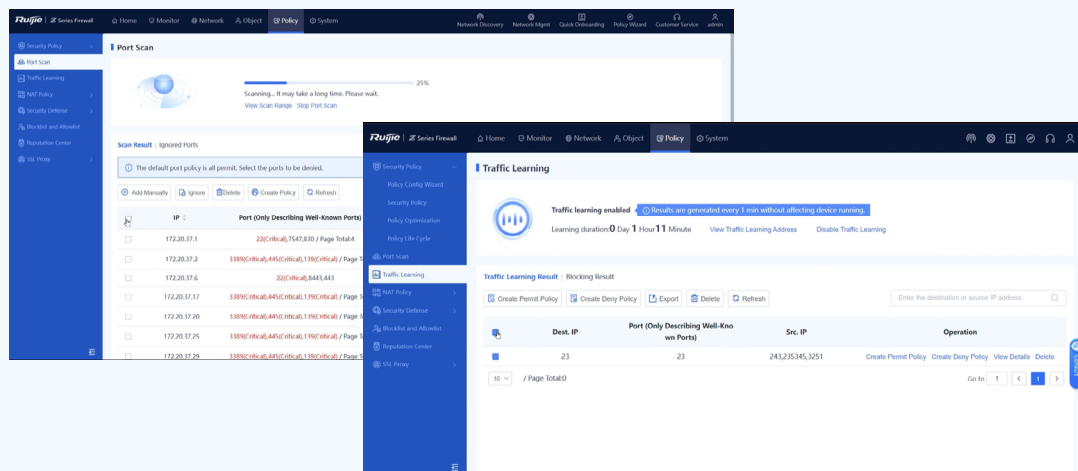 Ruijie | Z Series Firewall
Home Monitor Network Object Policy System
Network Discovery Network Mgmt Quick Onboarding Policy Wizard Customer Service admin
Security Policy
Port Scan
Traffic Learning
NAT Policy
Security Defense
Blocklist and Allowlist
Reputation Center
SSL Proxy
Port Scan
25%
Scanning... It may take a long time. Please wait.
View Scan Range Stop Port Scan
Scan Result | Ignored Ports
The default port policy is all permit. Select the ports to be denied.
Add Manually Ignore Delete Create Policy Refresh
IP Port (Only Describing Well-Known Ports)
172.20.37.1 22(Critical),7547,830 / Page Total:4
172.20.37.2 3389(Critical),445(Critical),139(Critical) / Page T
172.20.37.6 22(Critical),8443,443
172.20.37.17 3389(Critical),445(Critical),139(Critical) / Page T
172.20.37.20 3389(Critical),445(Critical),139(Critical) / Page T
172.20.37.25 3389(Critical),445(Critical),139(Critical) / Page T
172.20.37.29 3389(Critical),445(Critical),139(Critical) / Page T
Ruijie | Z Series Firewall
Home Monitor Network Object Policy System
Security Policy
Policy Config Wizard
Security Policy
Policy Optimization
Policy Life Cycle
Port Scan
Traffic Learning
NAT Policy
Security Defense
Blocklist and Allowlist
Reputation Center
SSL Proxy
Traffic Learning
Traffic learning enabled Results are generated every 1 min without affecting device running.
Learning duration:0 Day 1 Hour11 Minute View Traffic Learning Address Disable Traffic Learning
Traffic Learning Result | Blocking Result
Create Permit Policy Create Deny Policy Export Delete Refresh Enter the destination or source IP address.
Dest. IP Port (Only Describing Well-Kno
wn Ports) Src. IP Operation
23 23 243,235345,3251 Create Permit Policy Create Deny Policy View Details Delete
10 / Page Total:0 Go to 1 1